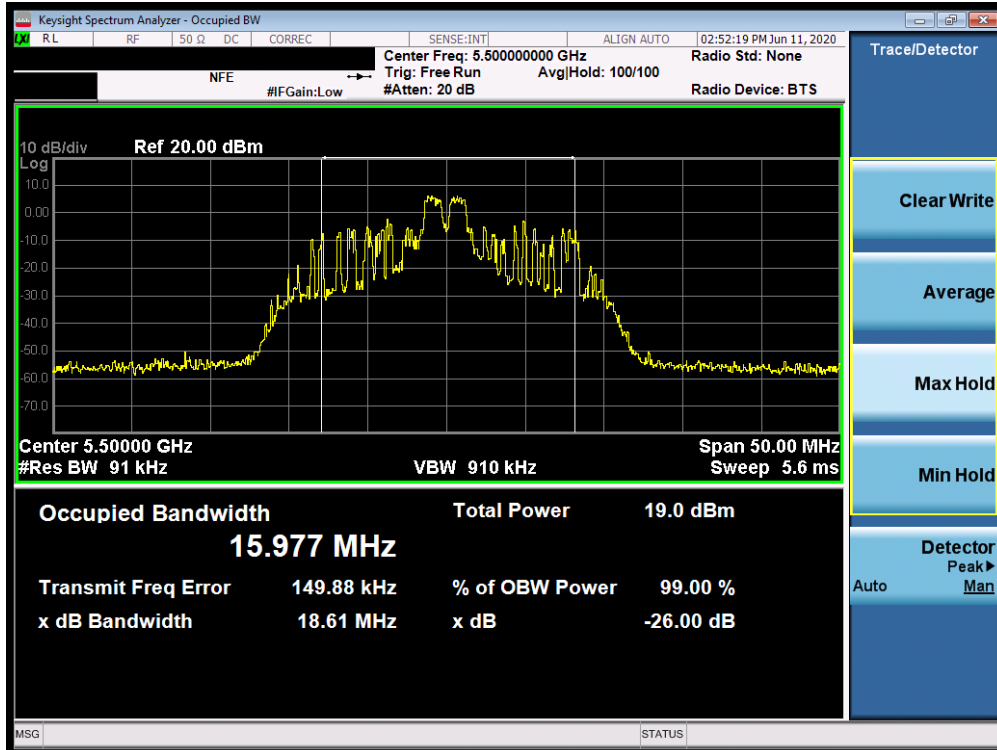 Keysight Spectrum Analyzer - Occupied BW
LXI RL RF 50 Ω DC CORREC SENSE:INT ALIGN AUTO 02:52:19 PM Jun 11, 2020
Center Freq: 5.500000000 GHz Radio Std: None
NFE Trig: Free Run Avg|Hold: 100/100
#IFGain:Low #Atten: 20 dB Radio Device: BTS
10 dB/div Ref 20.00 dBm
Log
10.0
0.00
-10.0
-20.0
-30.0
-40.0
-50.0
-60.0
-70.0
Center 5.50000 GHz Span 50.00 MHz
#Res BW 91 kHz VBW 910 kHz Sweep 5.6 ms
Occupied Bandwidth Total Power 19.0 dBm
15.977 MHz
Transmit Freq Error 149.88 kHz % of OBW Power 99.00 %
x dB Bandwidth 18.61 MHz x dB -26.00 dB
MSG STATUS
Trace/Detector
Clear Write
Average
Max Hold
Min Hold
Detector
Peak▶
Auto Man